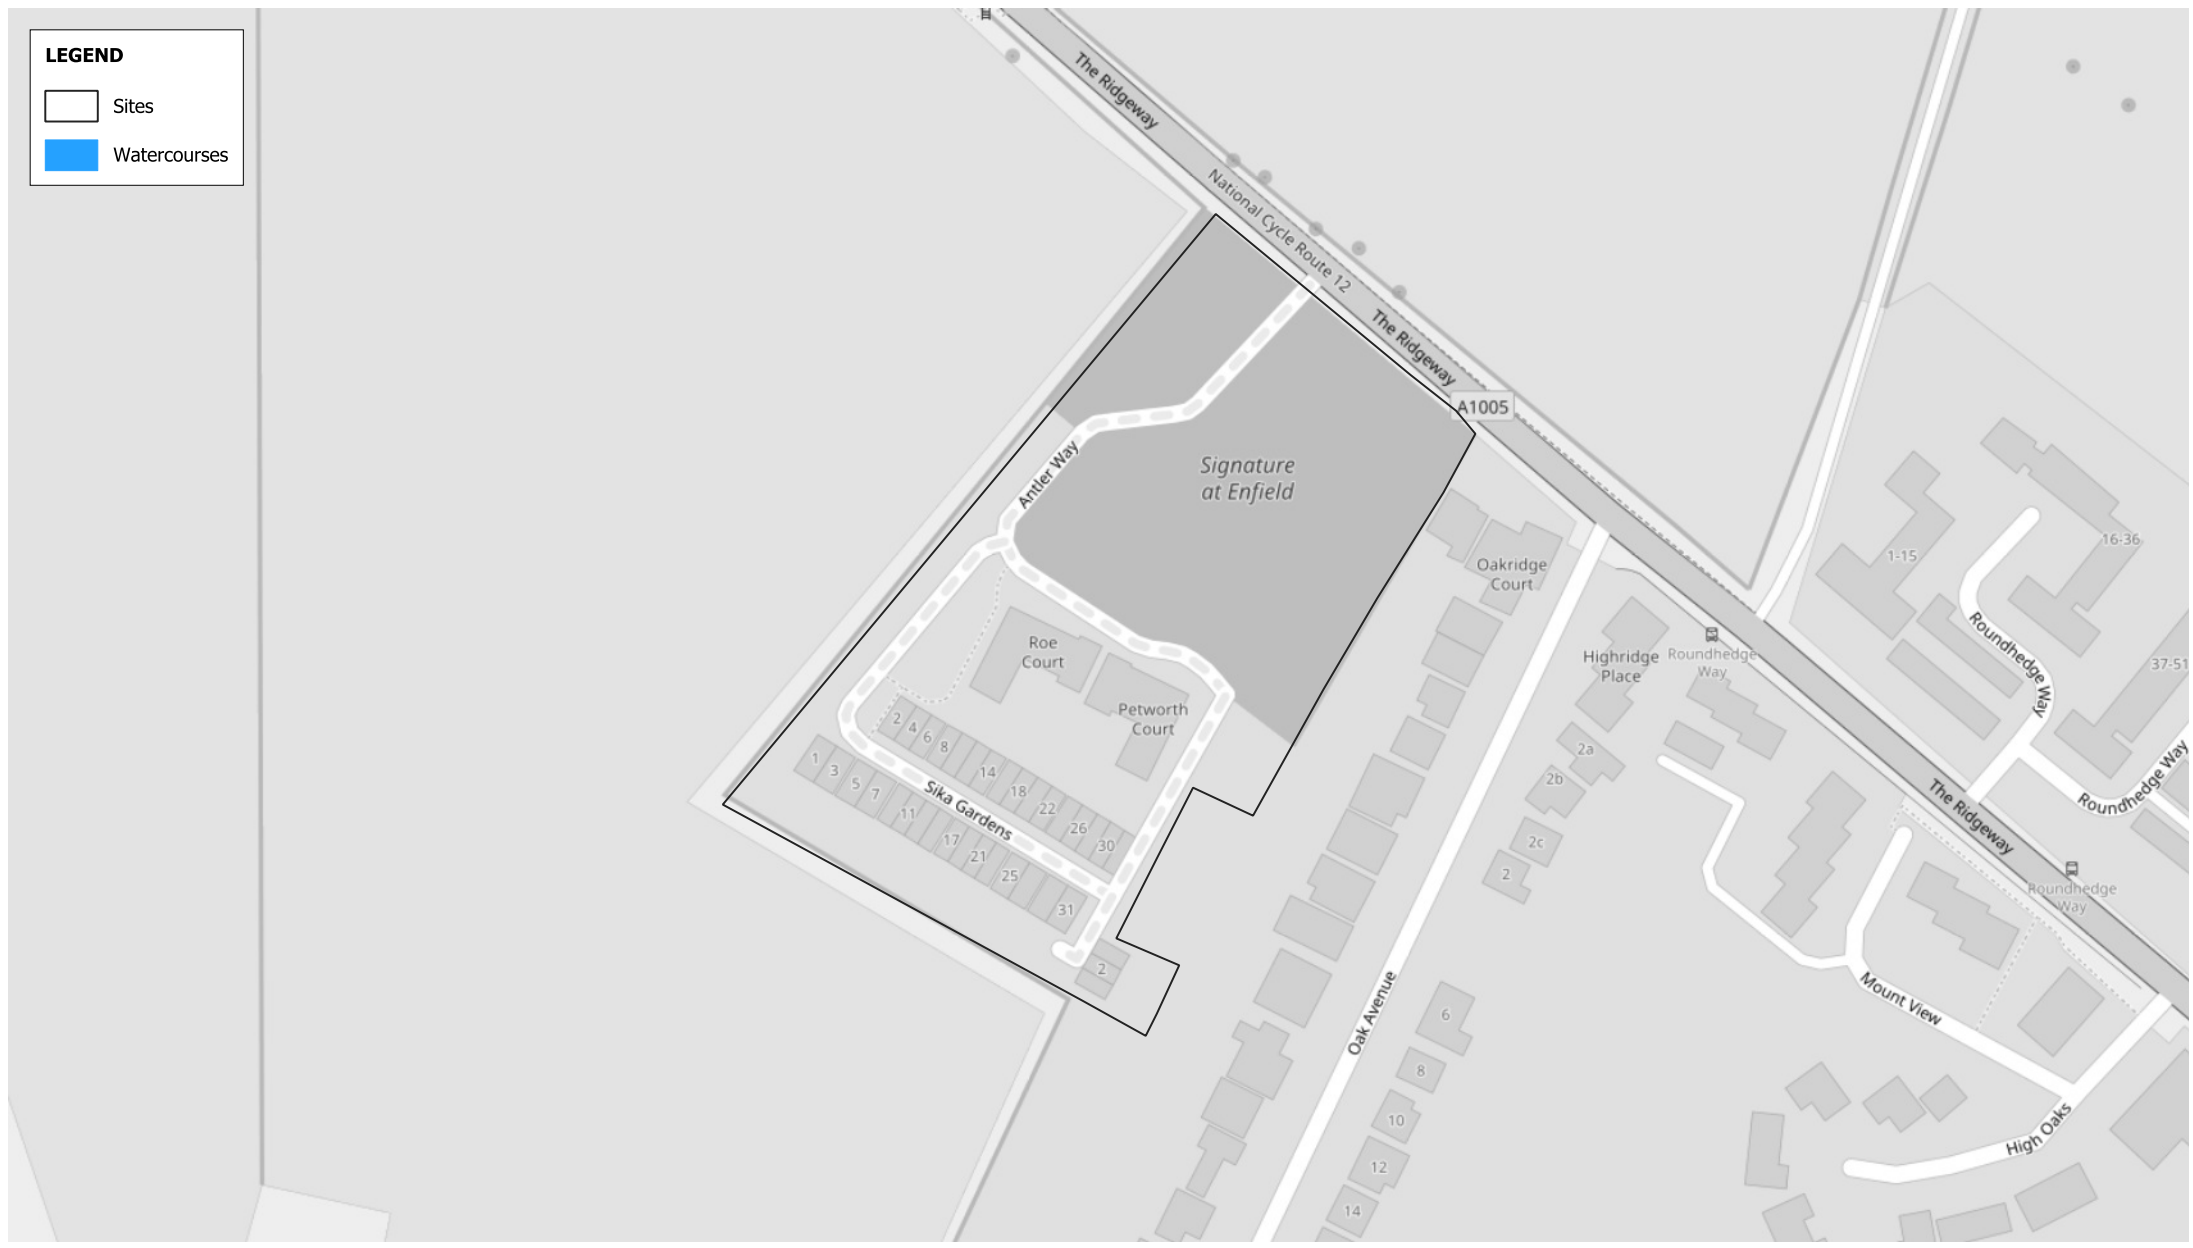 LEGEND
Sites
Watercourses
The Ridgeway
National Cycle Route 12
The Ridgeway
A1005
Signature
at Enfield
Antler Way
Oakridge
Court
Roe
Court
Petworth
Court
Highridge
Place
Roundhedge
Way
1-15
16-36
37-51
Roundhedge Way
Roundhedge Way
2
4
6
8
14
18
22
26
30
1
3
5
7
11
17
21
25
31
Sika Gardens
2
2a
2b
2c
2
The Ridgeway
Roundhedge
Way
Oak Avenue
6
8
10
12
14
Mount View
High Oaks